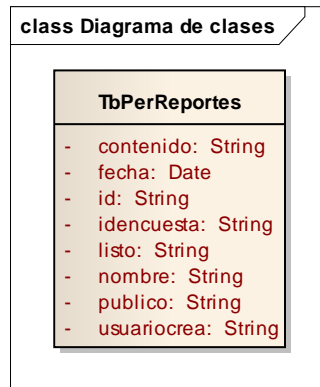 class Diagrama de clases
TbPerReportes
- contenido: String
- fecha: Date
- id: String
- idencuesta: String
- listo: String
- nombre: String
- publico: String
- usuariocrea: String